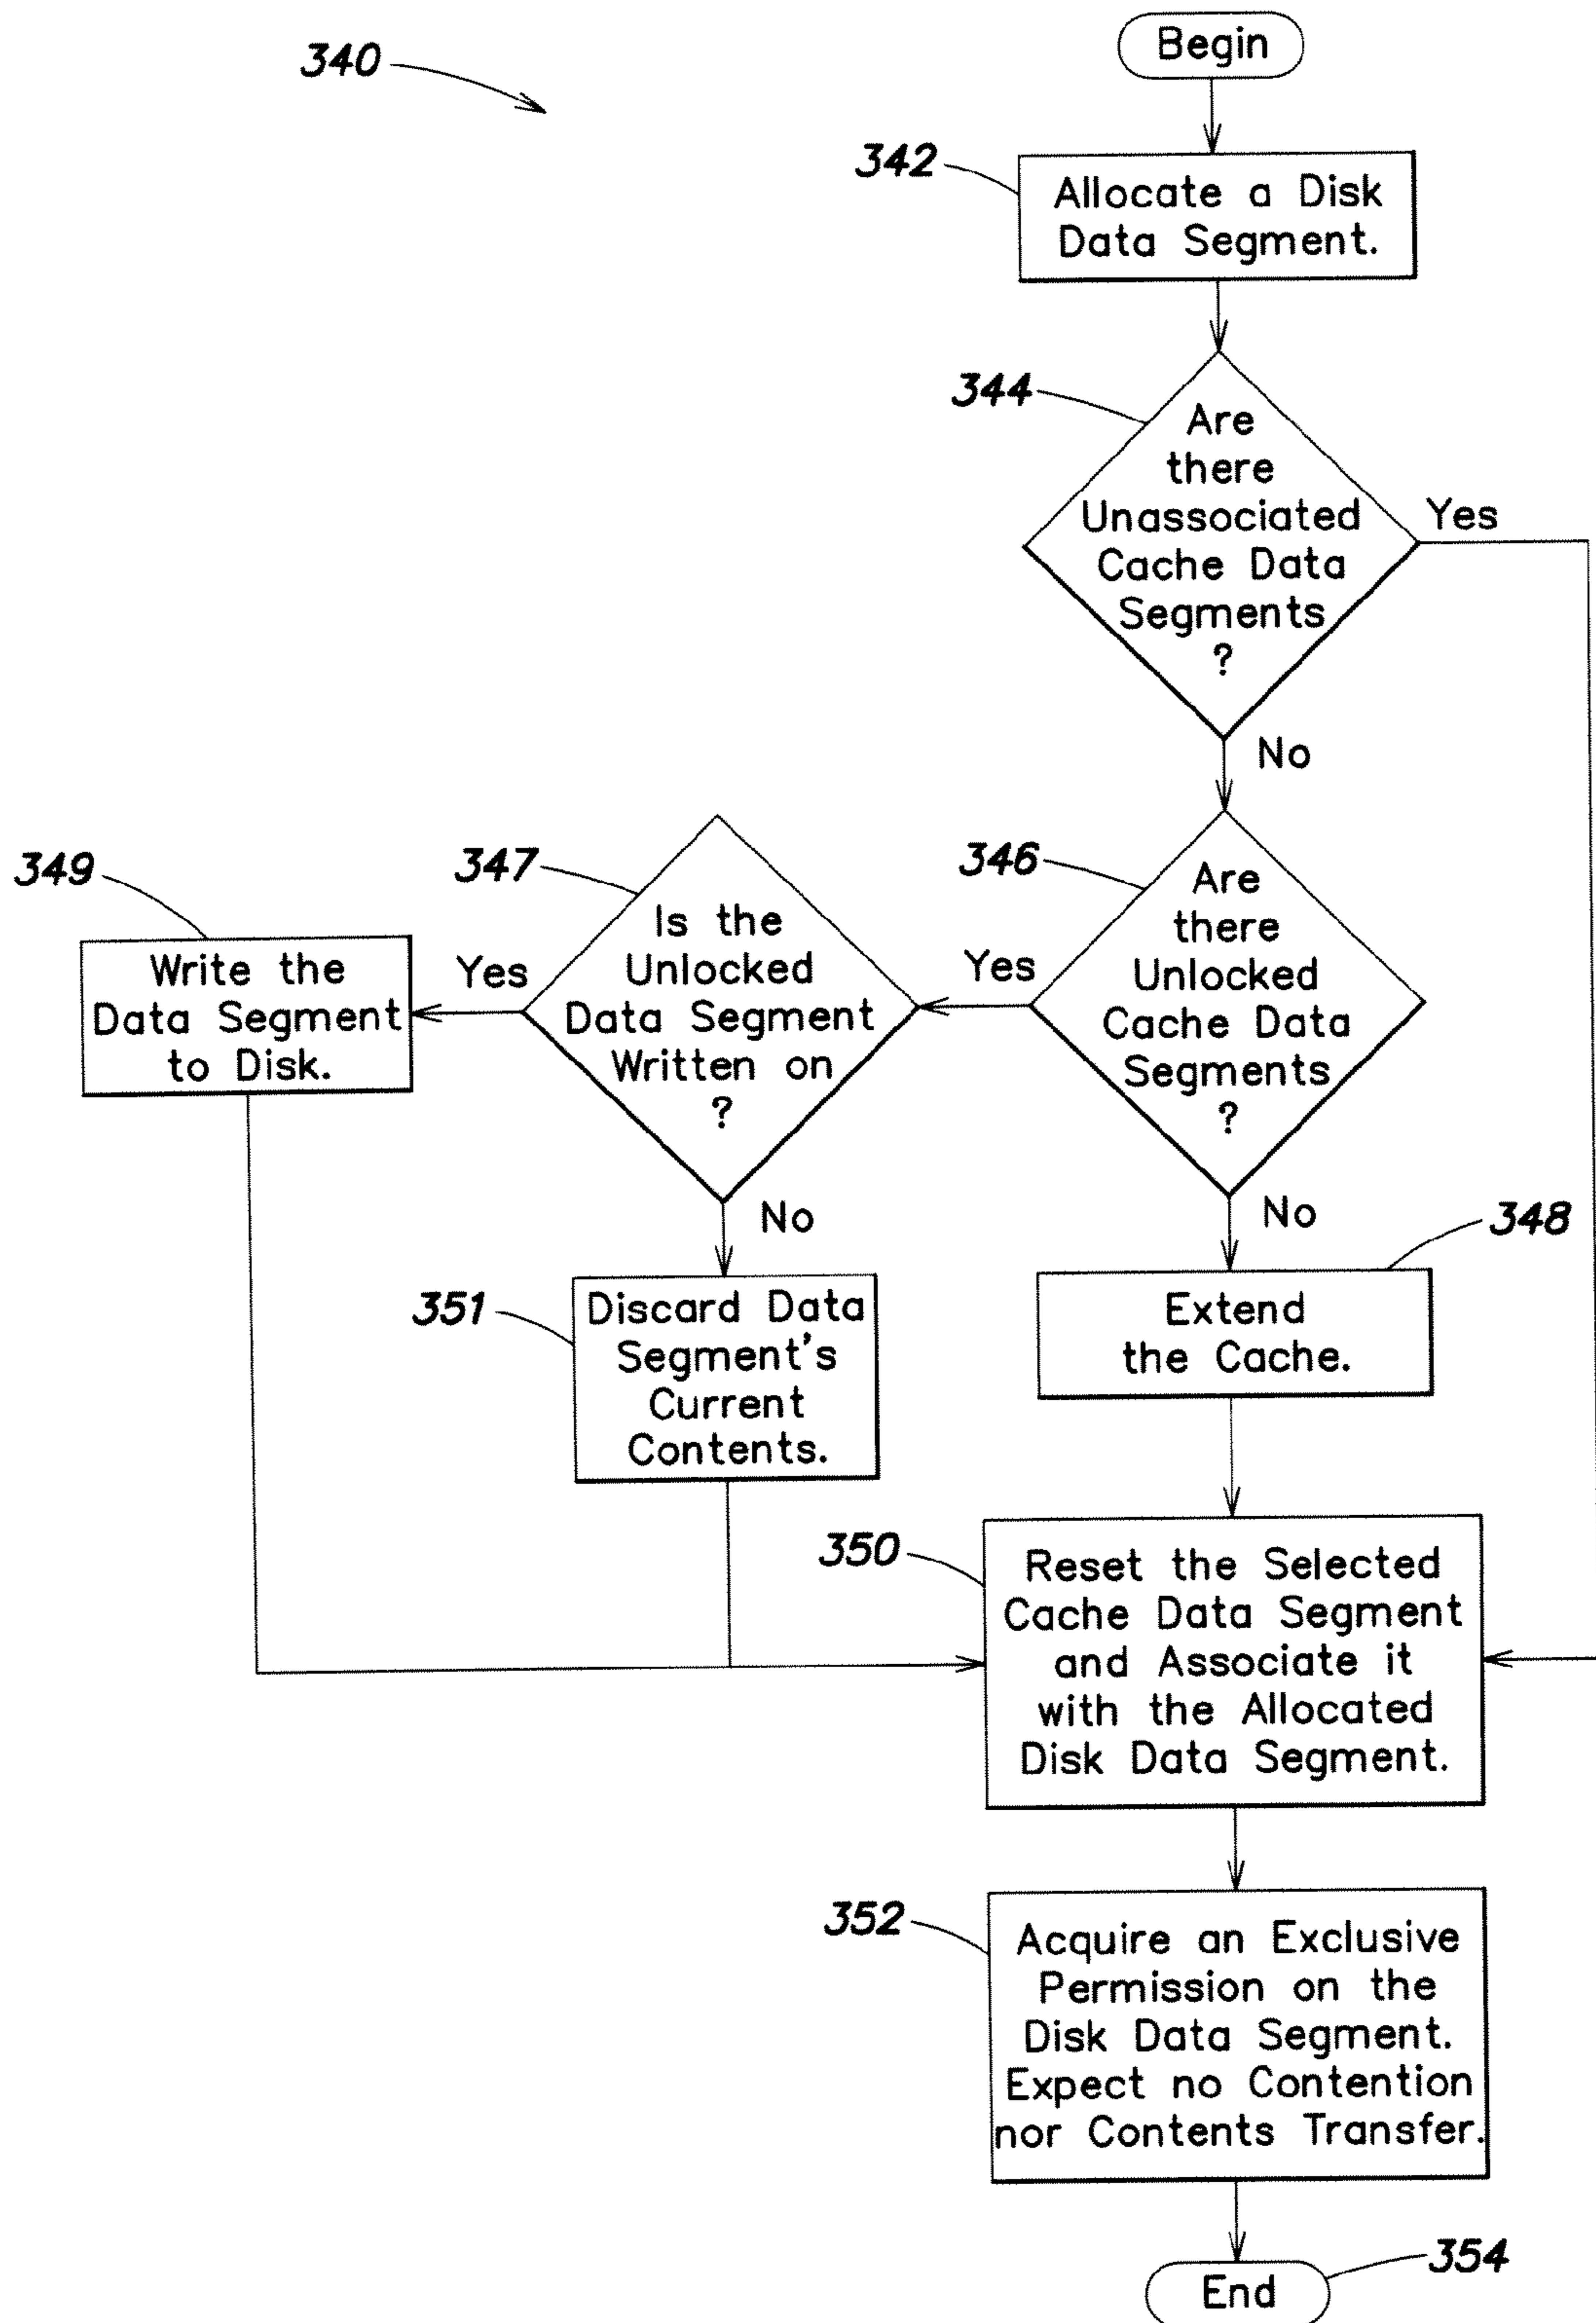 340
Begin
342
Allocate a Disk
Data Segment.
344
Are
there
Unassociated
Cache Data
Segments
?
Yes
No
346
Are
there
Unlocked
Cache Data
Segments
?
Yes
No
347
Is the
Unlocked
Data Segment
Written on
?
Yes
No
349
Write the
Data Segment
to Disk.
351
Discard Data
Segment's
Current
Contents.
348
Extend
the Cache.
350
Reset the Selected
Cache Data Segment
and Associate it
with the Allocated
Disk Data Segment.
352
Acquire an Exclusive
Permission on the
Disk Data Segment.
Expect no Contention
nor Contents Transfer.
354
End